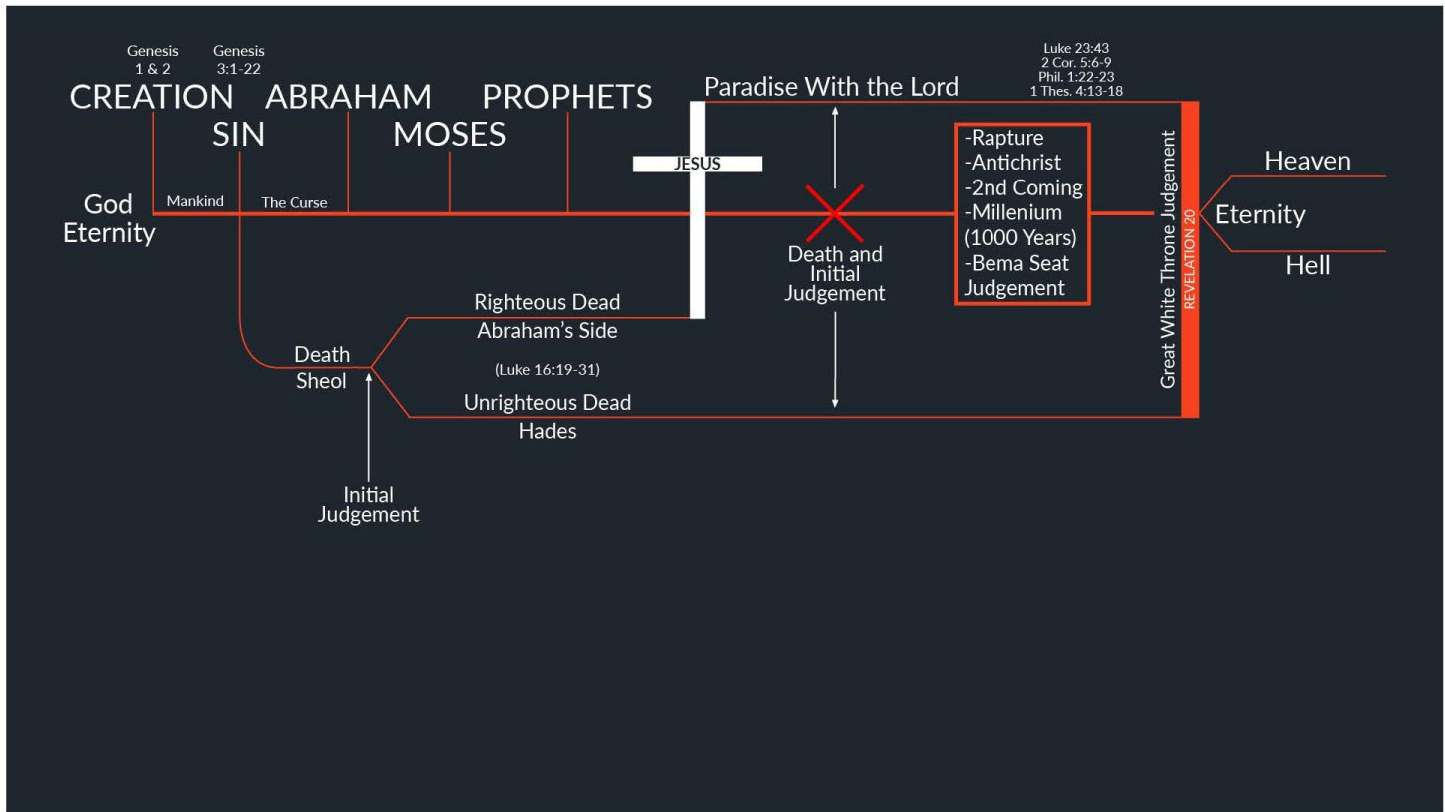 Genesis
1 & 2
Genesis
3:1-22
CREATION
SIN
ABRAHAM
MOSES
PROPHETS
God
Eternity
Mankind
The Curse
JESUS
Paradise With the Lord
Luke 23:43
2 Cor. 5:6-9
Phil. 1:22-23
1 Thes. 4:13-18
-Rapture
-Antichrist
-2nd Coming
-Millenium
(1000 Years)
-Bema Seat
Judgement
Death and
Initial
Judgement
Great White Throne Judgement
REVELATION 20
Heaven
Eternity
Hell
Death
Sheol
Righteous Dead
Abraham’s Side
(Luke 16:19-31)
Unrighteous Dead
Hades
Initial
Judgement